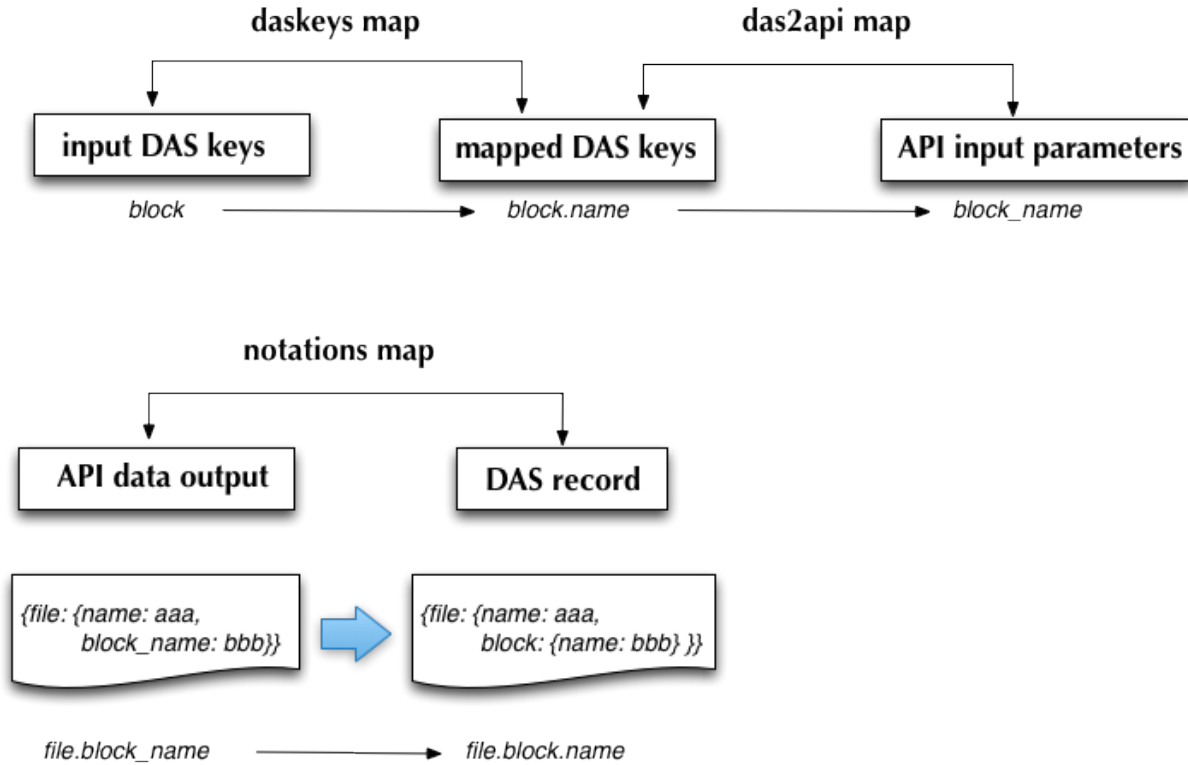 daskeys map
das2api map
input DAS keys
mapped DAS keys
API input parameters
block
block.name
block_name
notations map
API data output
DAS record
{file: {name: aaa,
block_name: bbb}}
{file: {name: aaa,
block: {name: bbb} }}
file.block_name
file.block.name